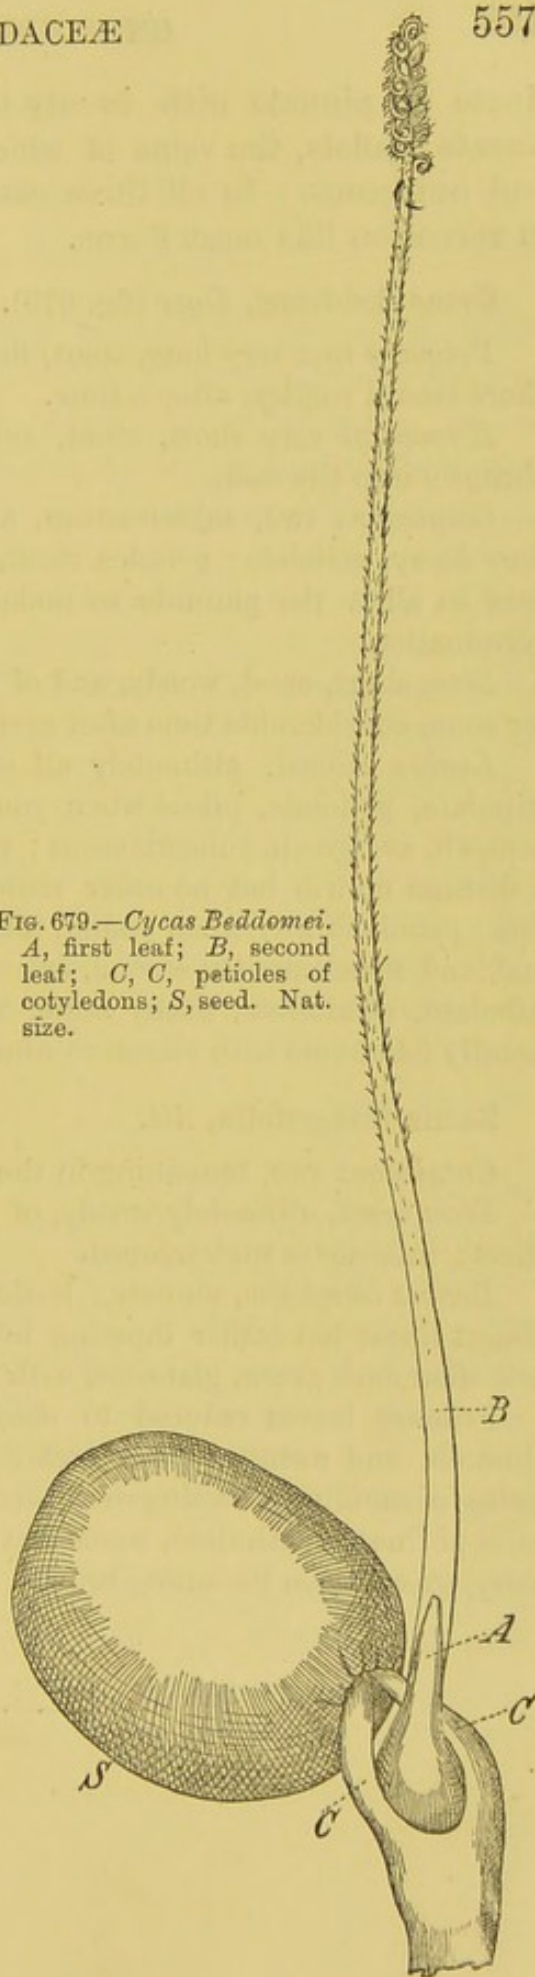 DACEÆ 557
FIG. 679.—Cycas Beddomei.
A, first leaf; B, second
leaf; C, C, petioles of
cotyledons; S, seed. Nat.
size.
B
A
C
S
C